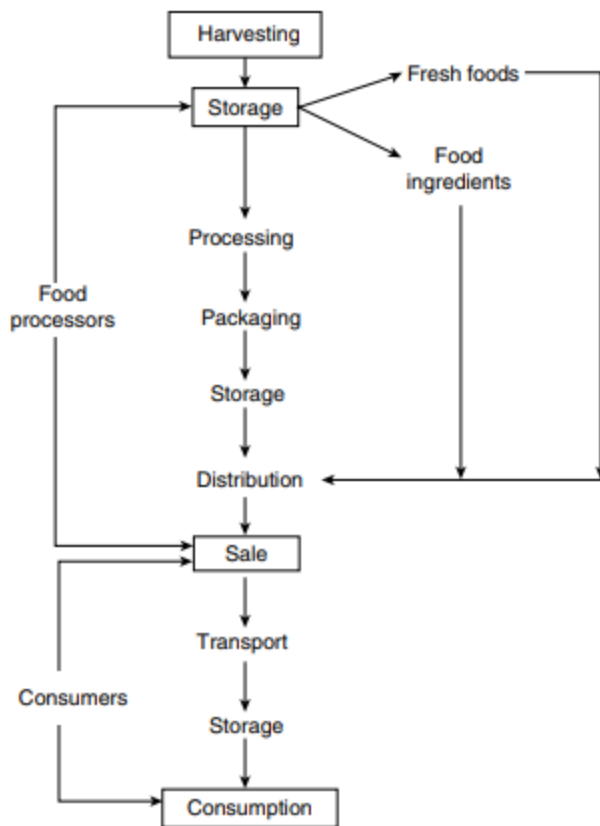 Harvesting
Fresh foods
Storage
Food
ingredients
Processing
Food
processors
Packaging
Storage
Distribution
Sale
Transport
Consumers
Storage
Consumption